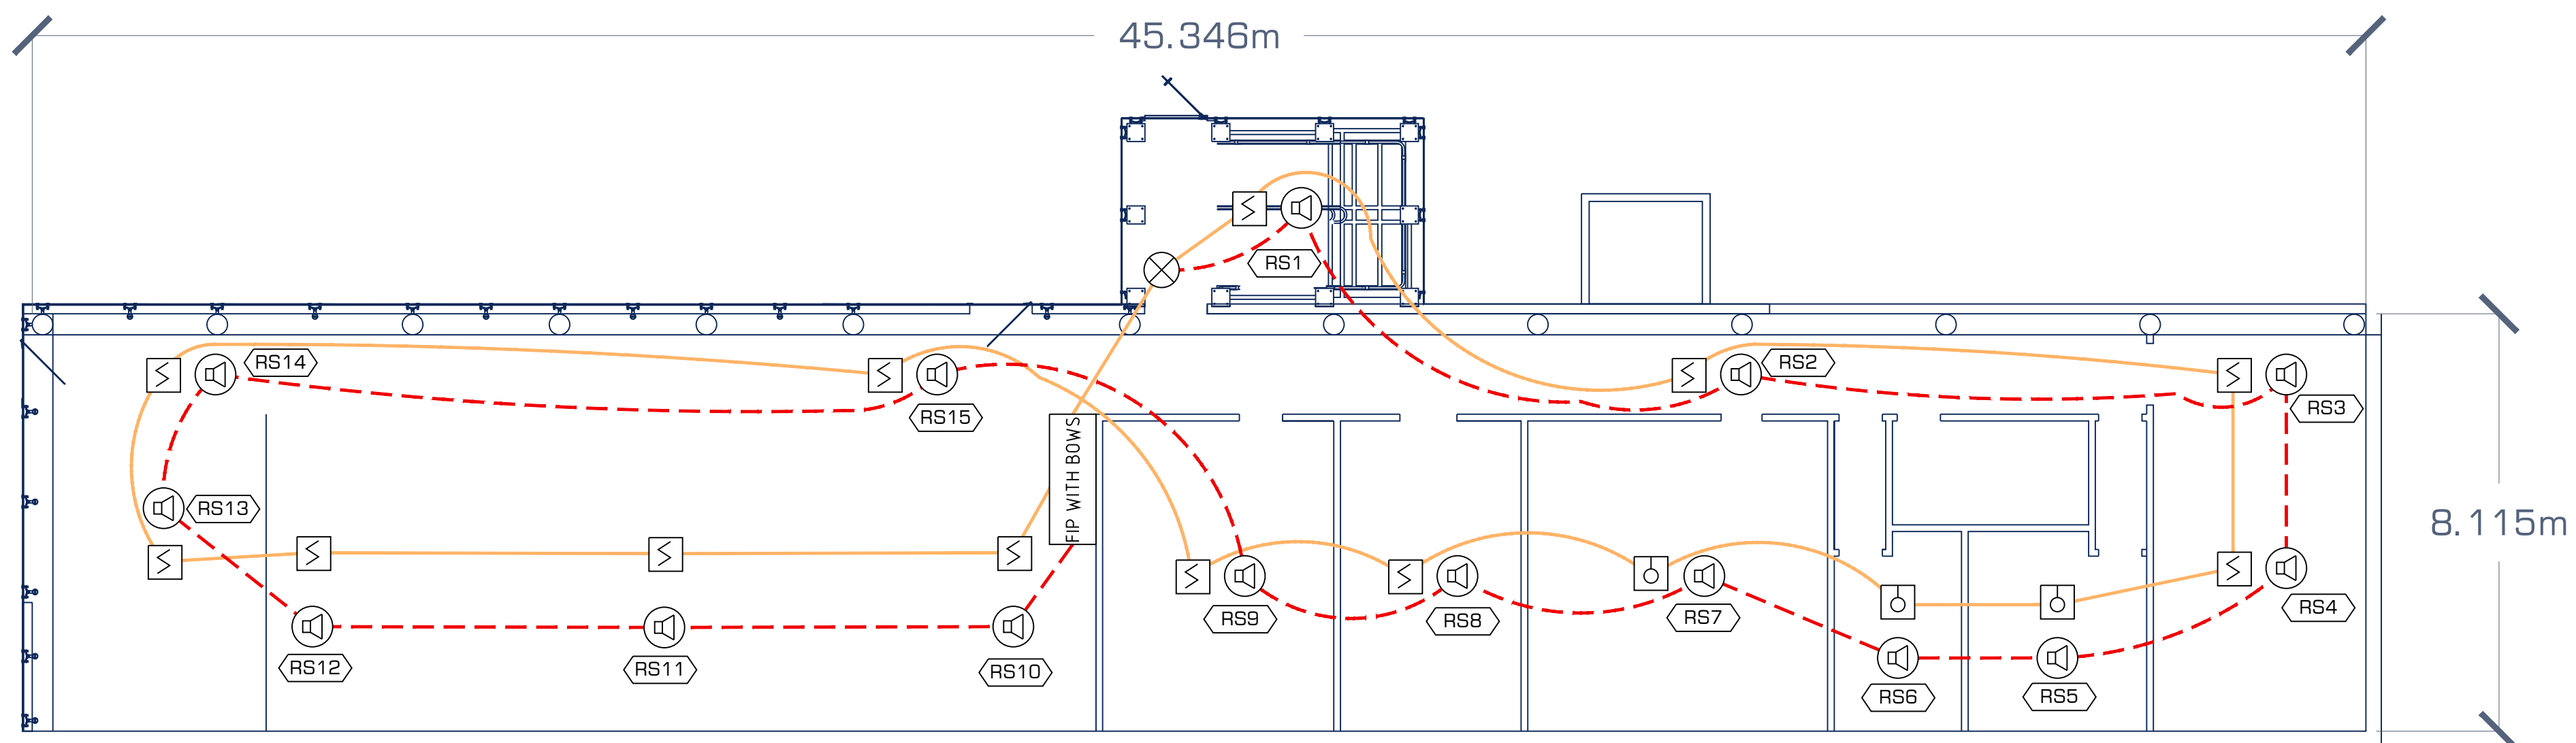 45.346m
RS1
RS14
RS2
RS15
RS3
FIP WITH BOWS
8.115m
RS13
RS9
RS8
RS7
RS4
RS12
RS11
RS10
RS6
RS5